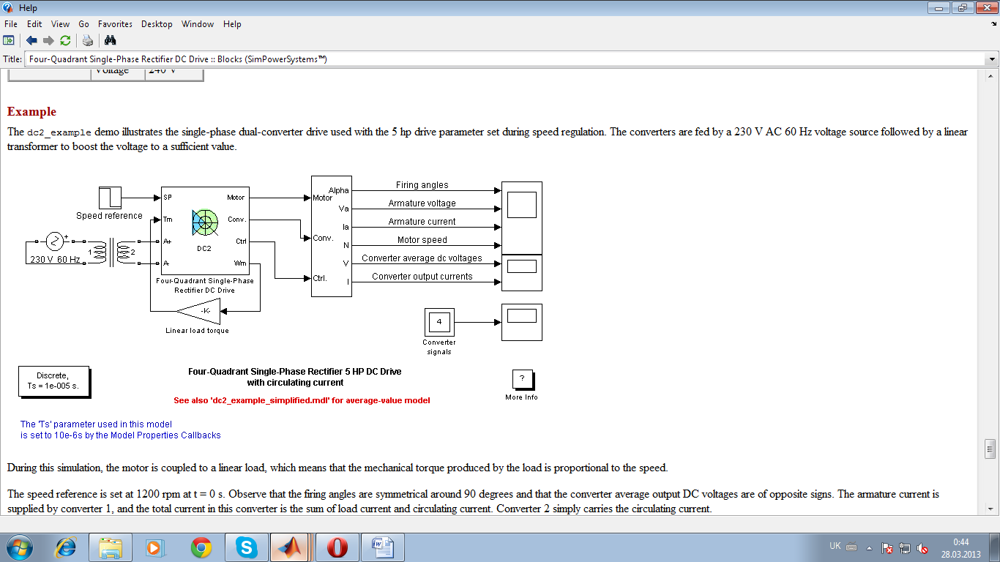 Help
File Edit View Go Favorites Desktop Window Help
Title: Four-Quadrant Single-Phase Rectifier DC Drive :: Blocks (SimPowerSystems™)
Voltage 240 V
Example
The dc2_example demo illustrates the single-phase dual-converter drive used with the 5 hp drive parameter set during speed regulation. The converters are fed by a 230 V AC 60 Hz voltage source followed by a linear
transformer to boost the voltage to a sufficient value.
Speed reference
230 V 60 Hz
1
2
SP
Tm
A+
A-
Motor
Conv.
Ctrl
Wm
DC2
Four-Quadrant Single-Phase
Rectifier DC Drive
-K-
Linear load torque
Motor
Conv.
Ctrl.
Alpha
Va
Ia
N
V
I
Firing angles
Armature voltage
Armature current
Motor speed
Converter average dc voltages
Converter output currents
4
Converter
signals
Discrete,
Ts = 1e-005 s.
Four-Quadrant Single-Phase Rectifier 5 HP DC Drive
with circulating current
See also 'dc2_example_simplified.mdl' for average-value model
?
More Info
The 'Ts' parameter used in this model
is set to 10e-6s by the Model Properties Callbacks
During this simulation, the motor is coupled to a linear load, which means that the mechanical torque produced by the load is proportional to the speed.
The speed reference is set at 1200 rpm at t = 0 s. Observe that the firing angles are symmetrical around 90 degrees and that the converter average output DC voltages are of opposite signs. The armature current is
supplied by converter 1, and the total current in this converter is the sum of load current and circulating current. Converter 2 simply carries the circulating current.
UK
0:44
28.03.2013